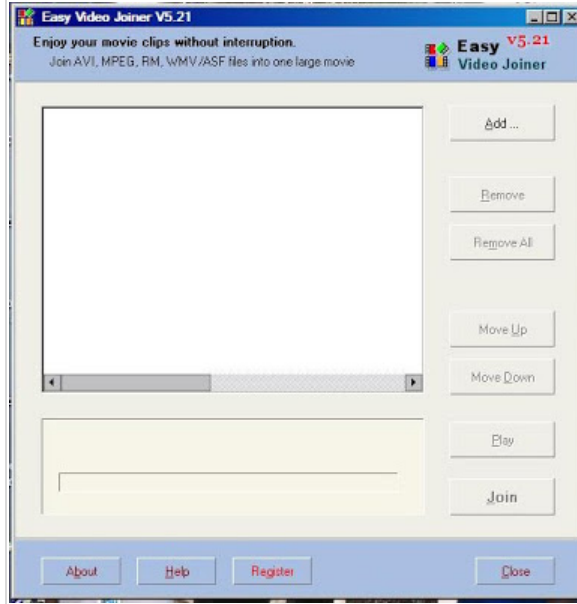 Easy Video Joiner V5.21
Enjoy your movie clips without interruption.
Join AVI, MPEG, RM, WMV/ASF files into one large movie
Easy V5.21
Video Joiner
Add ...
Remove
Remove All
Move Up
Move Down
Play
Join
About
Help
Register
Close